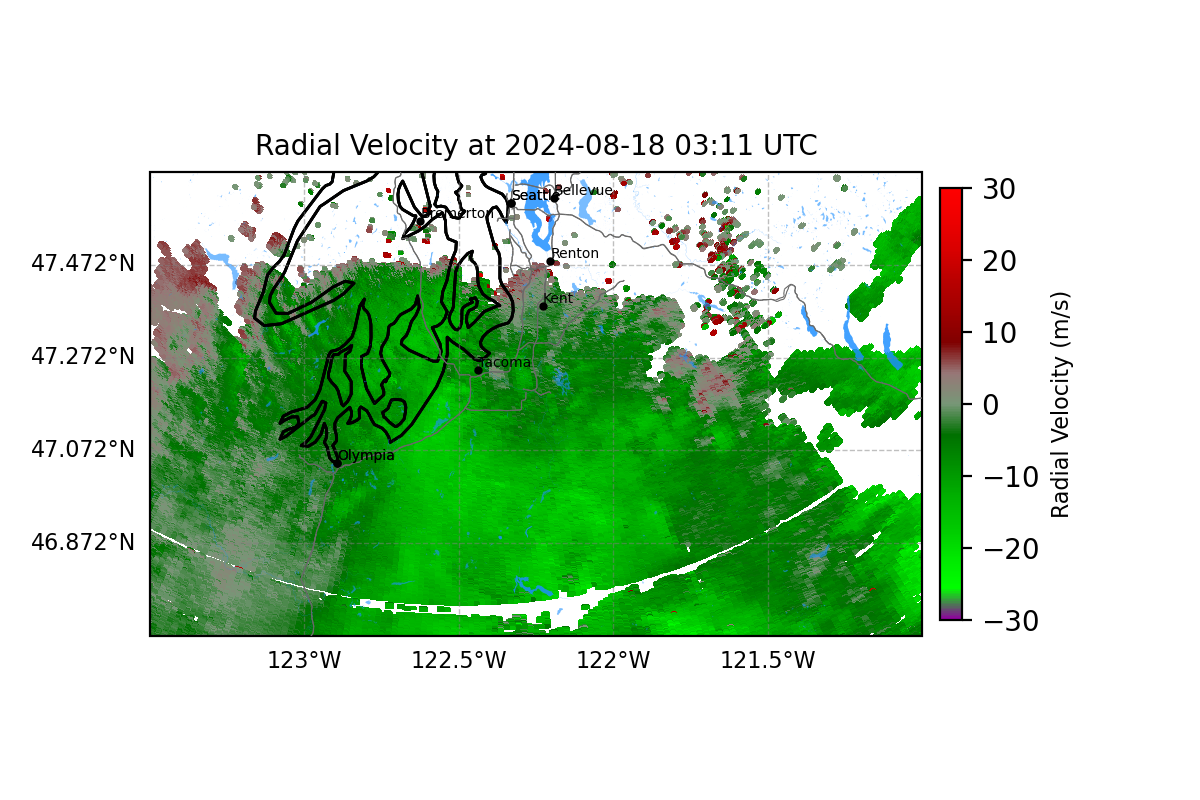 Radial Velocity at 2024-08-18 03:11 UTC
Seattle
Bellevue
Bremerton
Renton
Kent
Tacoma
Olympia
47.472°N
47.272°N
47.072°N
46.872°N
123°W
122.5°W
122°W
121.5°W
30
20
10
0
−10
−20
−30
Radial Velocity (m/s)